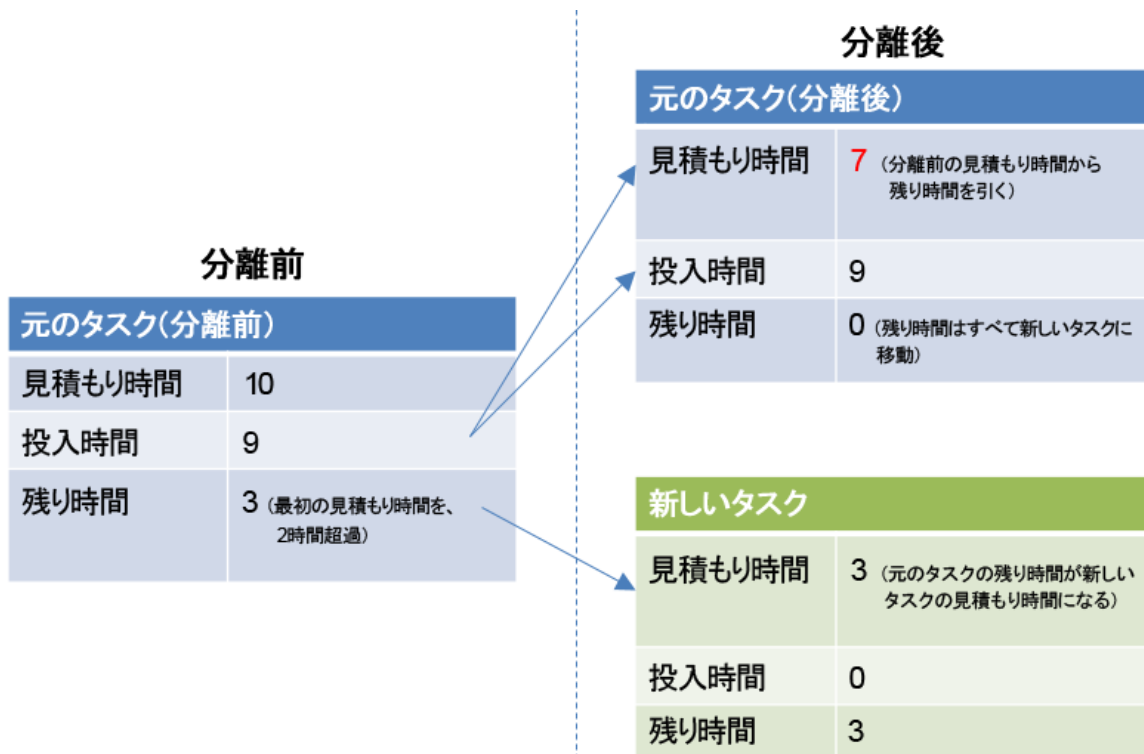 分離前
元のタスク(分離前)
見積もり時間 10
投入時間 9
残り時間 3 (最初の見積もり時間を、
2時間超過)
分離後
元のタスク(分離後)
見積もり時間 7 (分離前の見積もり時間から
残り時間を引く)
投入時間 9
残り時間 0 (残り時間はすべて新しいタスクに
移動)
新しいタスク
見積もり時間 3 (元のタスクの残り時間が新しい
タスクの見積もり時間になる)
投入時間 0
残り時間 3